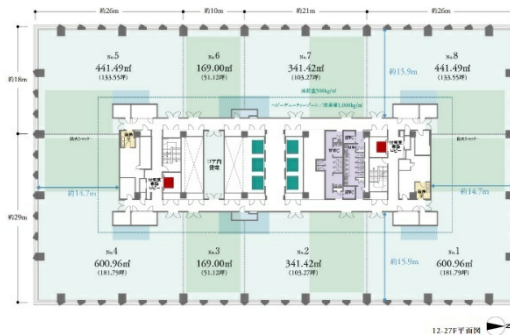 約26m
約10m
約21m
約26m
No.5
441.49㎡
(133.55坪)
No.6
169.00㎡
(51.12坪)
No.7
341.42㎡
(103.27坪)
No.8
441.49㎡
(133.55坪)
約18m
約15.9m
約14.7m
約14.7m
約29m
No.4
600.96㎡
(181.79坪)
No.3
169.00㎡
(51.12坪)
No.2
341.42㎡
(103.27坪)
約15.9m
No.1
600.96㎡
(181.79坪)
12-27F平面図